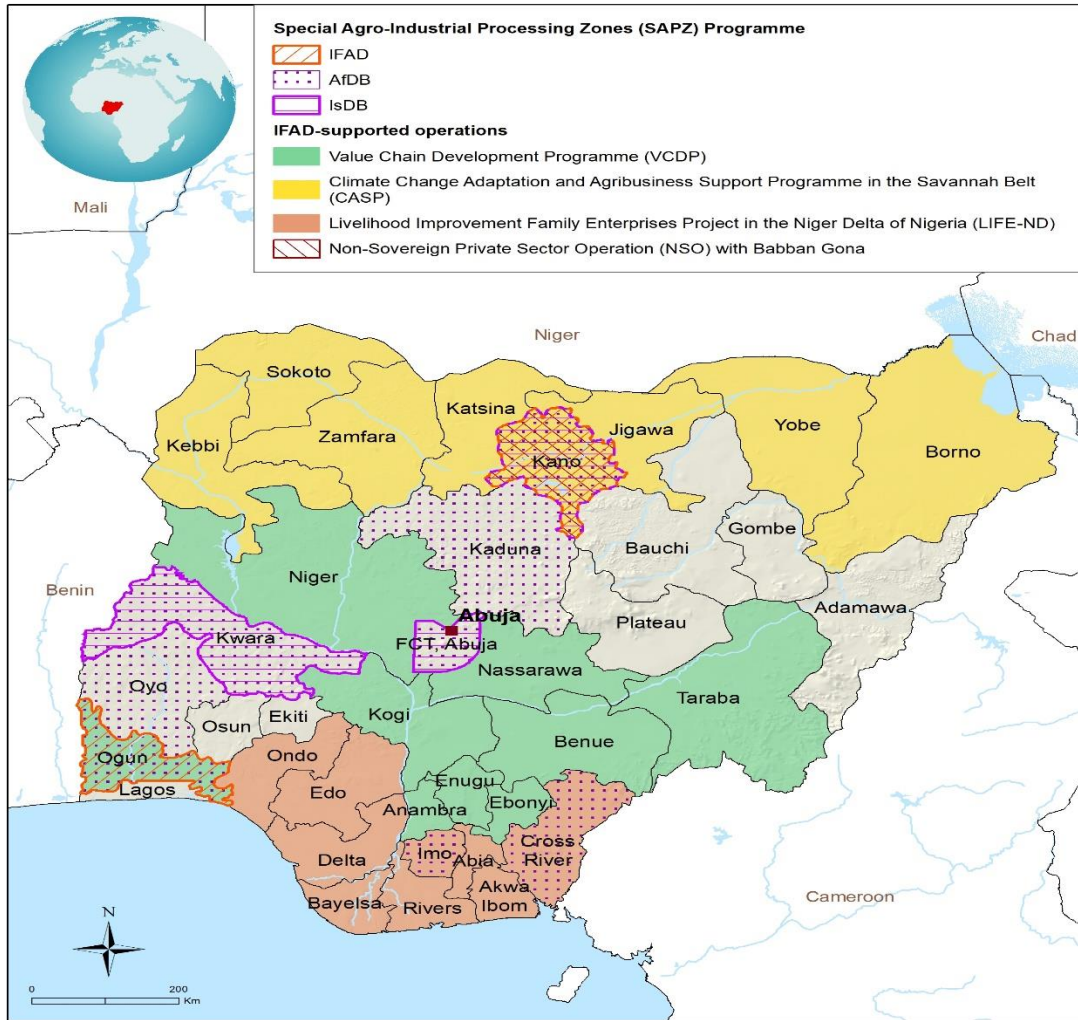 Special Agro-Industrial Processing Zones (SAPZ) Programme
IFAD
AfDB
IsDB
IFAD-supported operations
Value Chain Development Programme (VCDP)
Climate Change Adaptation and Agribusiness Support Programme in the Savannah Belt
(CASP)
Livelihood Improvement Family Enterprises Project in the Niger Delta of Nigeria (LIFE-ND)
Non-Sovereign Private Sector Operation (NSO) with Babban Gona
Mali
Niger
Chad
Sokoto
Katsina
Jigawa
Yobe
Kebbi
Zamfara
Kano
Borno
Gombe
Kaduna
Bauchi
Niger
Benin
Adamawa
Abuja
Plateau
Kwara
FCT, Abuja
Nassarawa
Oyo
Taraba
Osun
Ekiti
Kogi
Benue
Ogun
Ondo
Lagos
Enugu
Edo
Anambra
Ebonyi
Cross
River
Imo
Abia
Delta
Akwa
Ibom
Bayelsa
Rivers
Cameroon
N
0
200
Km